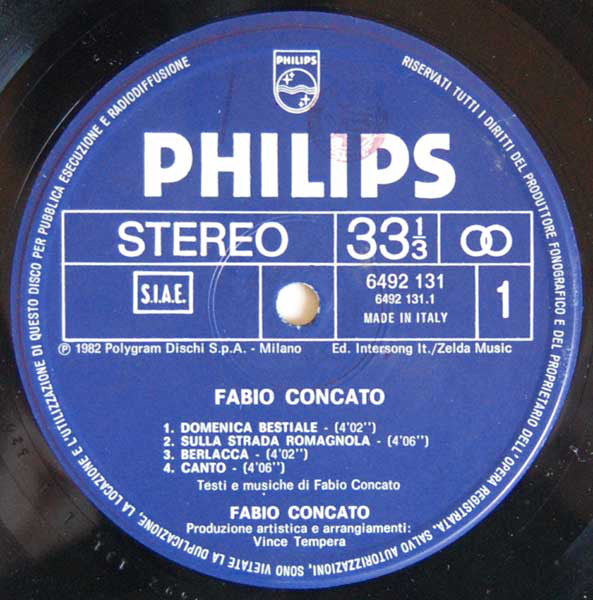 PHILIPS
PHILIPS
STEREO
33 1/3
S.I.A.E.
6492 131
6492 131.1
MADE IN ITALY
1
℗ 1982 Polygram Dischi S.p.A. - Milano
Ed. Intersong It./Zelda Music
FABIO CONCATO
1. DOMENICA BESTIALE - (4'02'')
2. SULLA STRADA ROMAGNOLA - (4'06'')
3. BERLACCA - (4'02'')
4. CANTO - (4'06'')
Testi e musiche di Fabio Concato
FABIO CONCATO
Produzione artistica e arrangiamenti:
Vince Tempera
RISERVATI TUTTI I DIRITTI DEL PRODUTTORE FONOGRAFICO E DEL PROPRIETARIO DELL'OPERA REGISTRATA. SALVO AUTORIZZAZIONI, SONO VIETATE LA DUPLICAZIONE, LA LOCAZIONE E L'UTILIZZAZIONE DI QUESTO DISCO PER PUBBLICA ESECUZIONE E RADIODIFFUSIONE